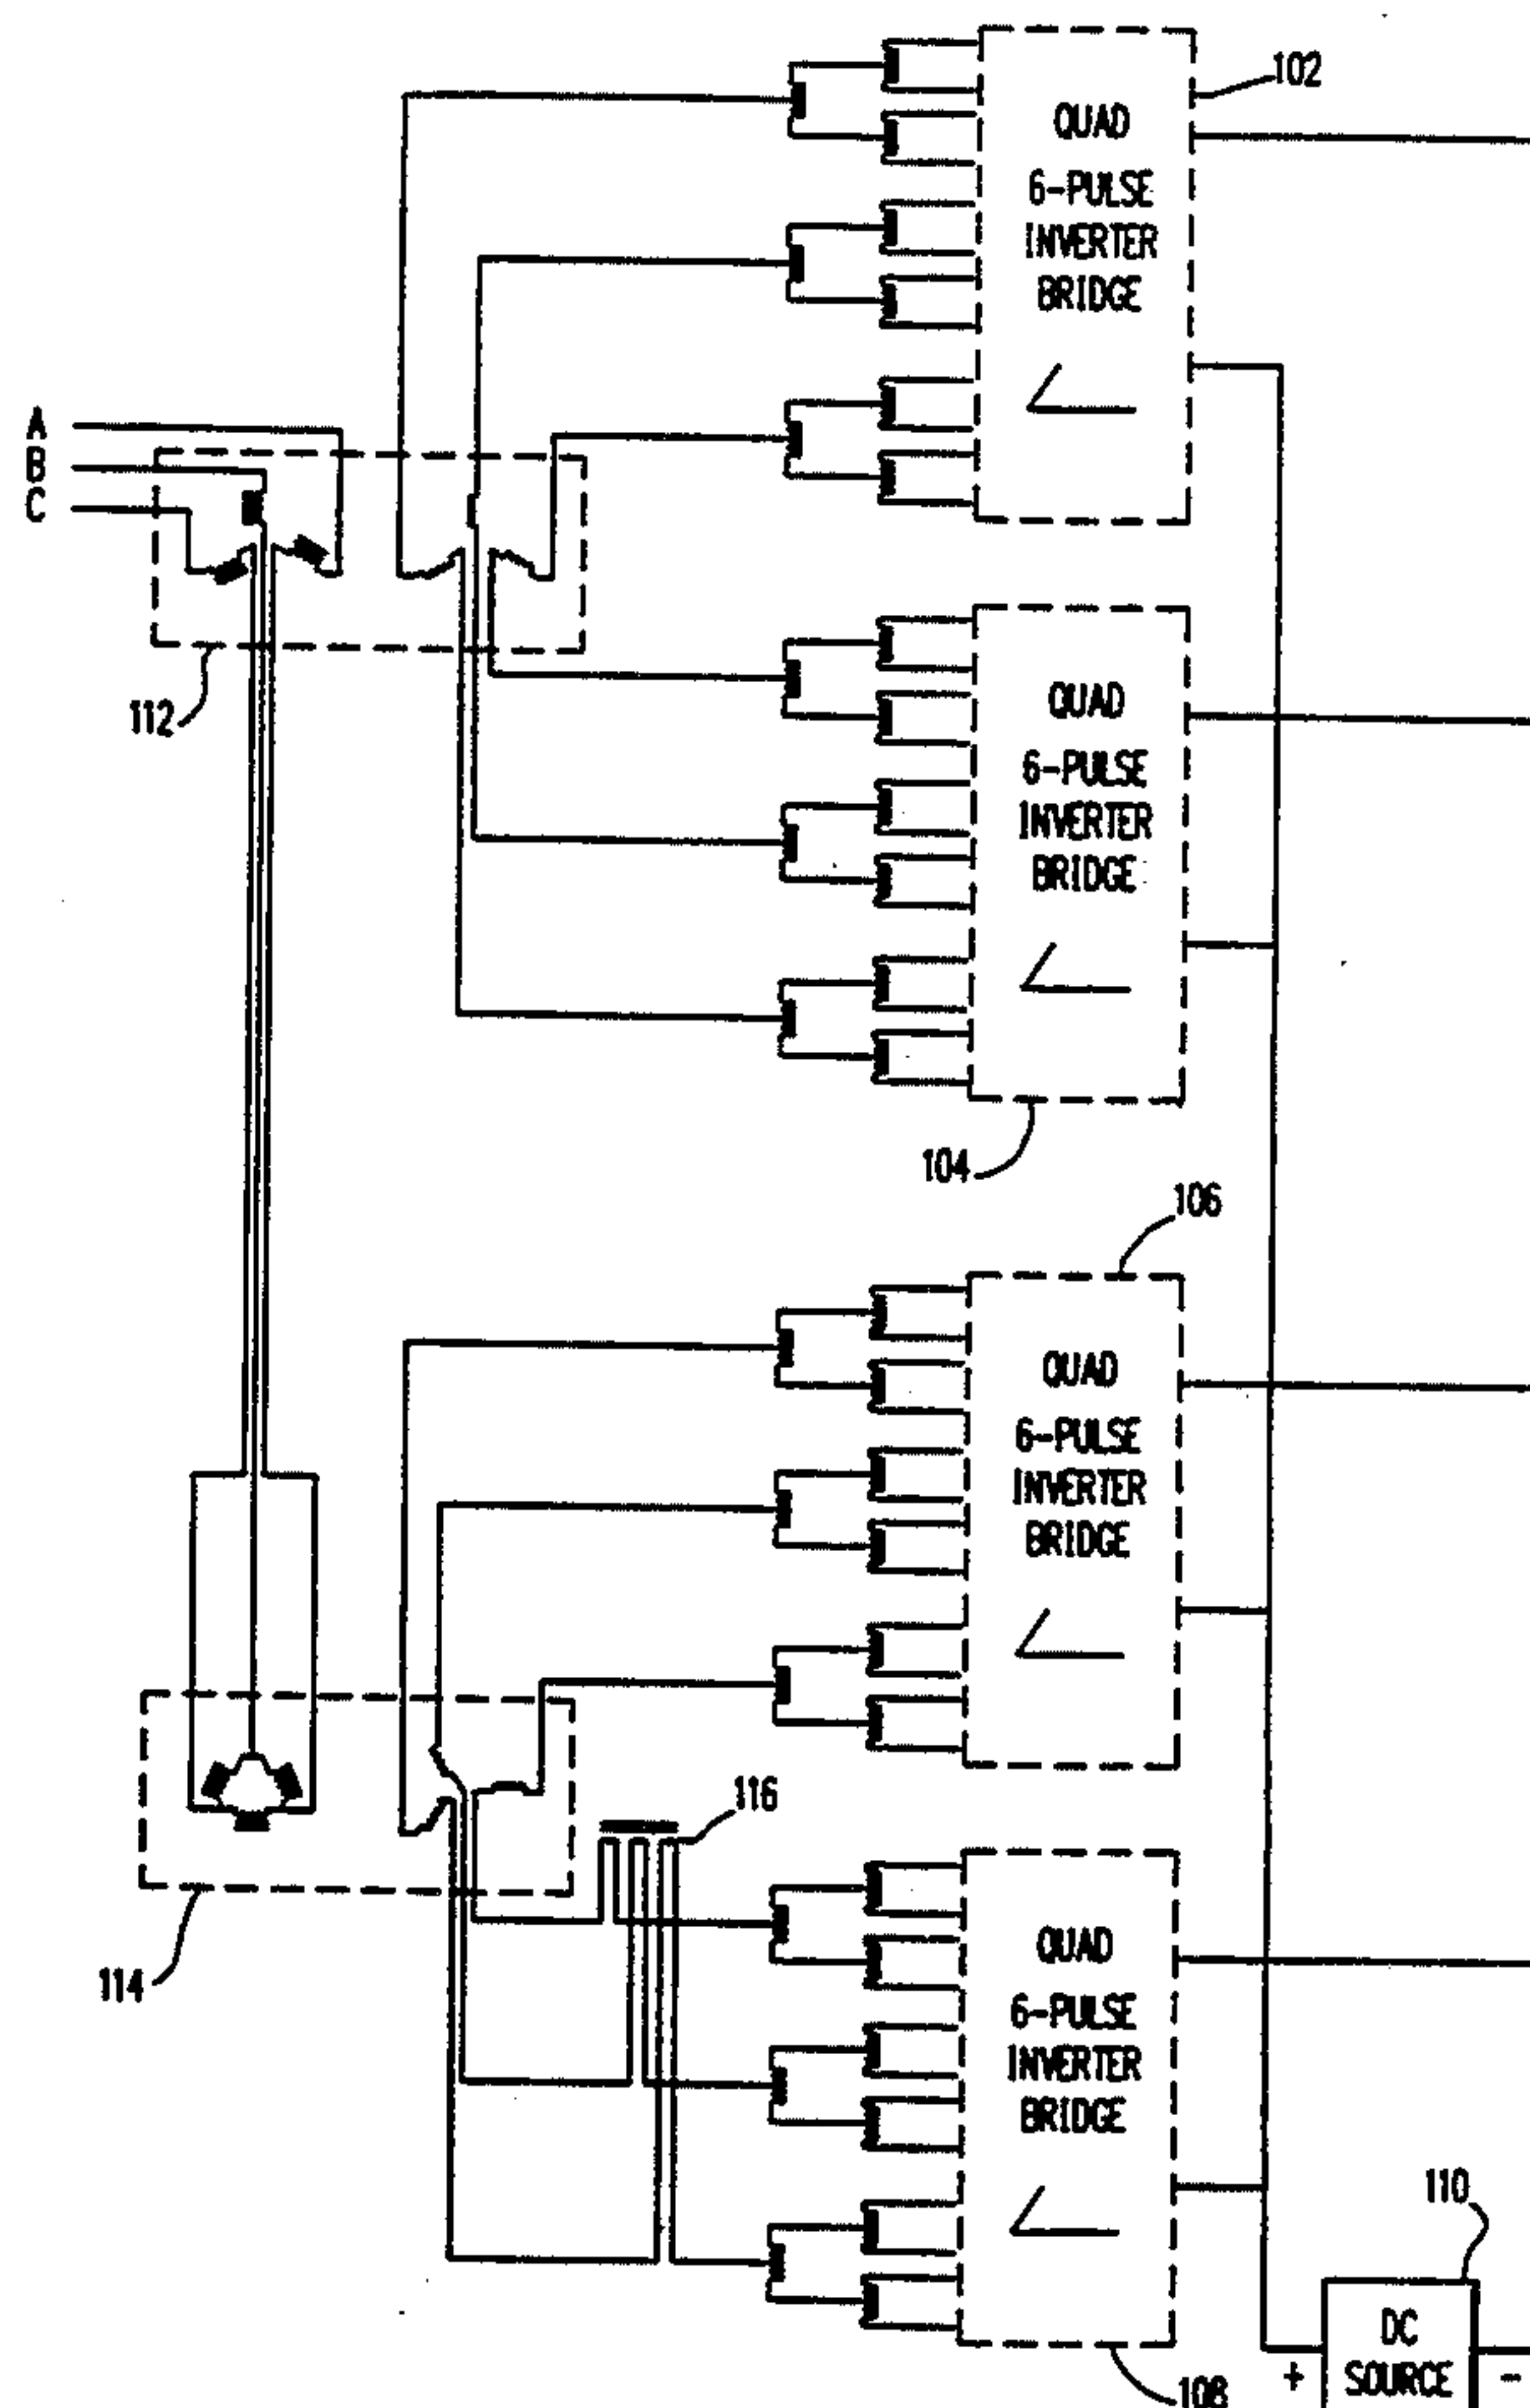 102
QUAD
6-PULSE
INVERTER
BRIDGE
A
B
C
112
QUAD
6-PULSE
INVERTER
BRIDGE
104
106
QUAD
6-PULSE
INVERTER
BRIDGE
116
114
QUAD
6-PULSE
INVERTER
BRIDGE
110
DC
SOURCE
+
-
108